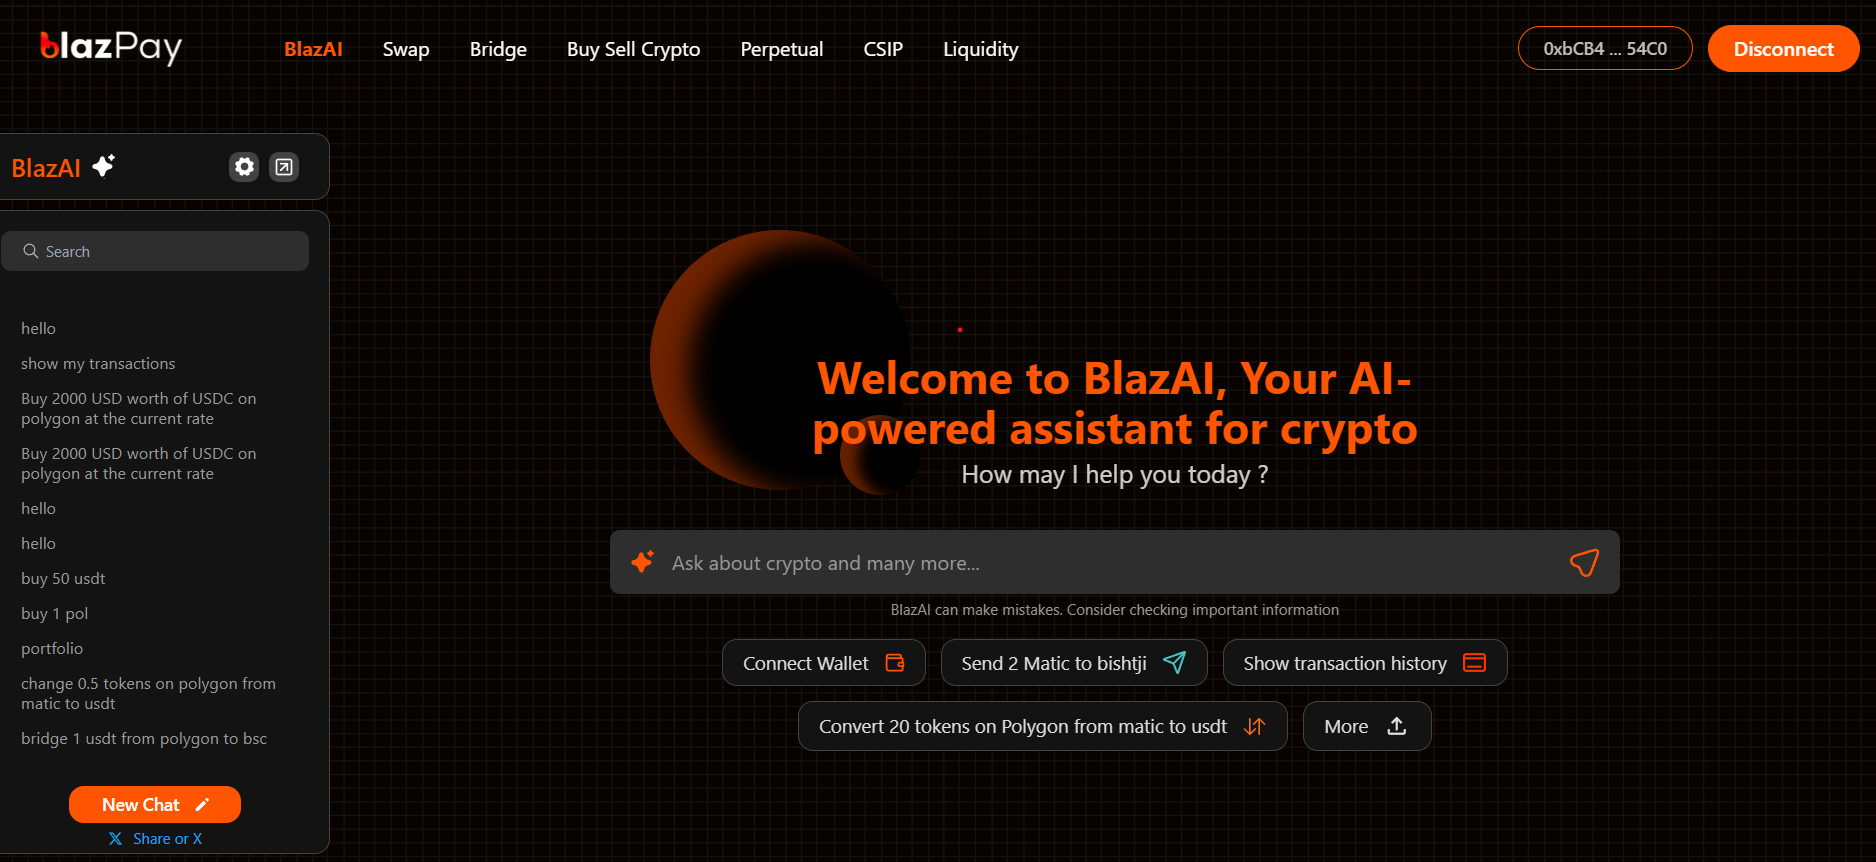 blazPay
BlazAI
Swap
Bridge
Buy Sell Crypto
Perpetual
CSIP
Liquidity
0xbCB4 ... 54C0
Disconnect
BlazAI
Search
hello
show my transactions
Buy 2000 USD worth of USDC on
polygon at the current rate
Buy 2000 USD worth of USDC on
polygon at the current rate
hello
hello
buy 50 usdt
buy 1 pol
portfolio
change 0.5 tokens on polygon from
matic to usdt
bridge 1 usdt from polygon to bsc
New Chat
Share or X
Welcome to BlazAI, Your AI-
powered assistant for crypto
How may I help you today ?
Ask about crypto and many more...
BlazAI can make mistakes. Consider checking important information
Connect Wallet
Send 2 Matic to bishtji
Show transaction history
Convert 20 tokens on Polygon from matic to usdt
More